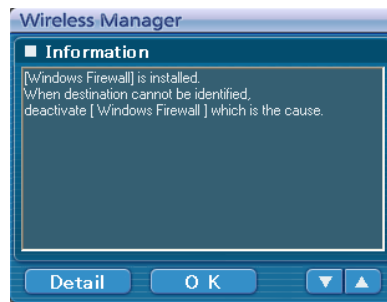 Wireless Manager
Information
[Windows Firewall] is installed.
When destination cannot be identified,
deactivate [ Windows Firewall ] which is the cause.
Detail
O K